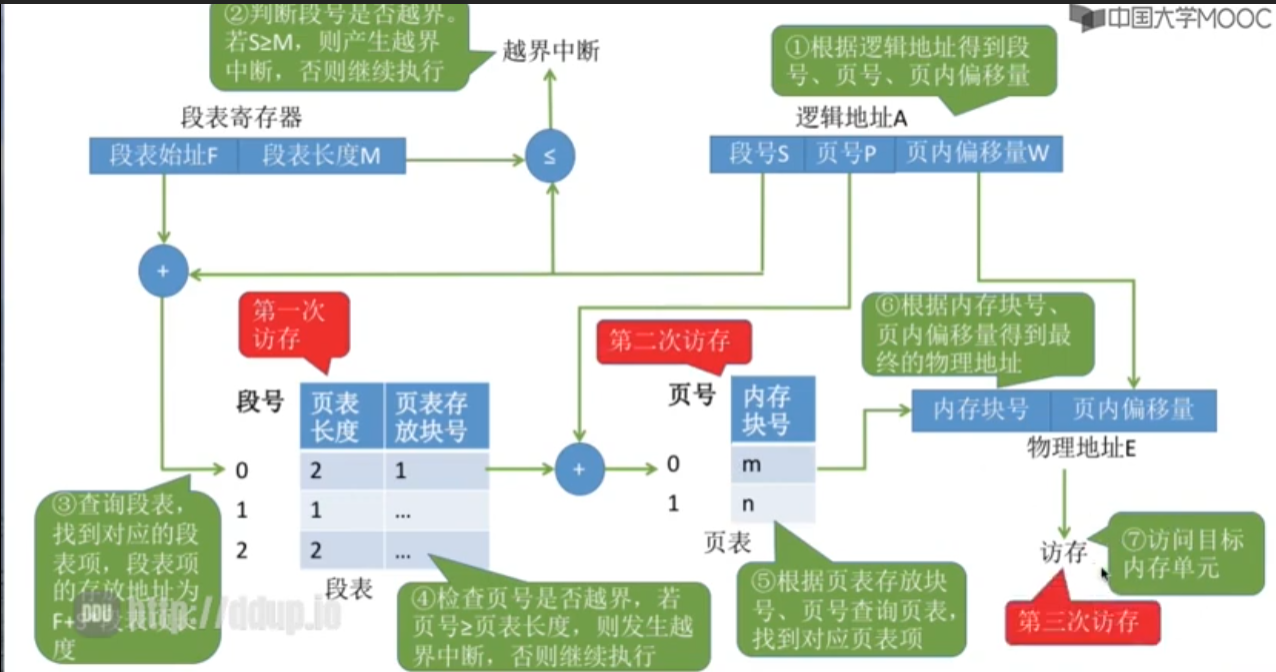 中国大学MOOC
②判断段号是否越界。
若S≥M，则产生越界
中断，否则继续执行
越界中断
①根据逻辑地址得到段
号、页号、页内偏移量
段表寄存器
段表始址F 段表长度M
≤
逻辑地址A
段号S 页号P 页内偏移量W
+
第一次
访存
第二次访存
⑥根据内存块号、
页内偏移量得到最
终的物理地址
段号
页表
长度
页表存
放块号
0 2 1
1 1 ...
2 2 ...
段表
+
页号
内存
块号
0 m
1 n
页表
内存块号 页内偏移量
物理地址E
访存
⑦访问目标
内存单元
第三次访存
③查询段表，
找到对应的段
表项，段表项
的存放地址为
F+
度
DDU http://ddup.io
④检查页号是否越界，若
页号≥页表长度，则发生越
界中断，否则继续执行
⑤根据页表存放块
号、页号查询页表，
找到对应页表项